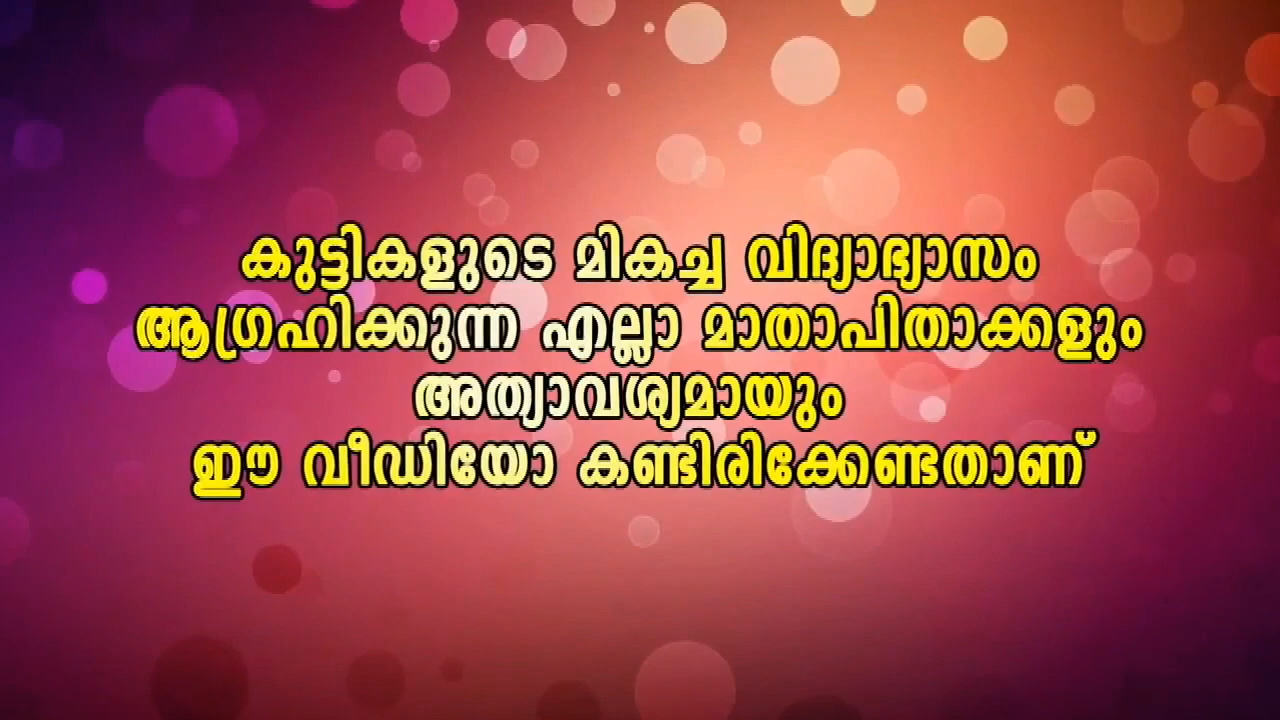 കുട്ടികളുടെ മികച്ച വിദ്യാഭ്യാസം
ആഗ്രഹിക്കുന്ന എല്ലാ മാതാപിതാക്കളും
അത്യാവശ്യമായും
ഈ വീഡിയോ കണ്ടിരിക്കേണ്ടതാണ്